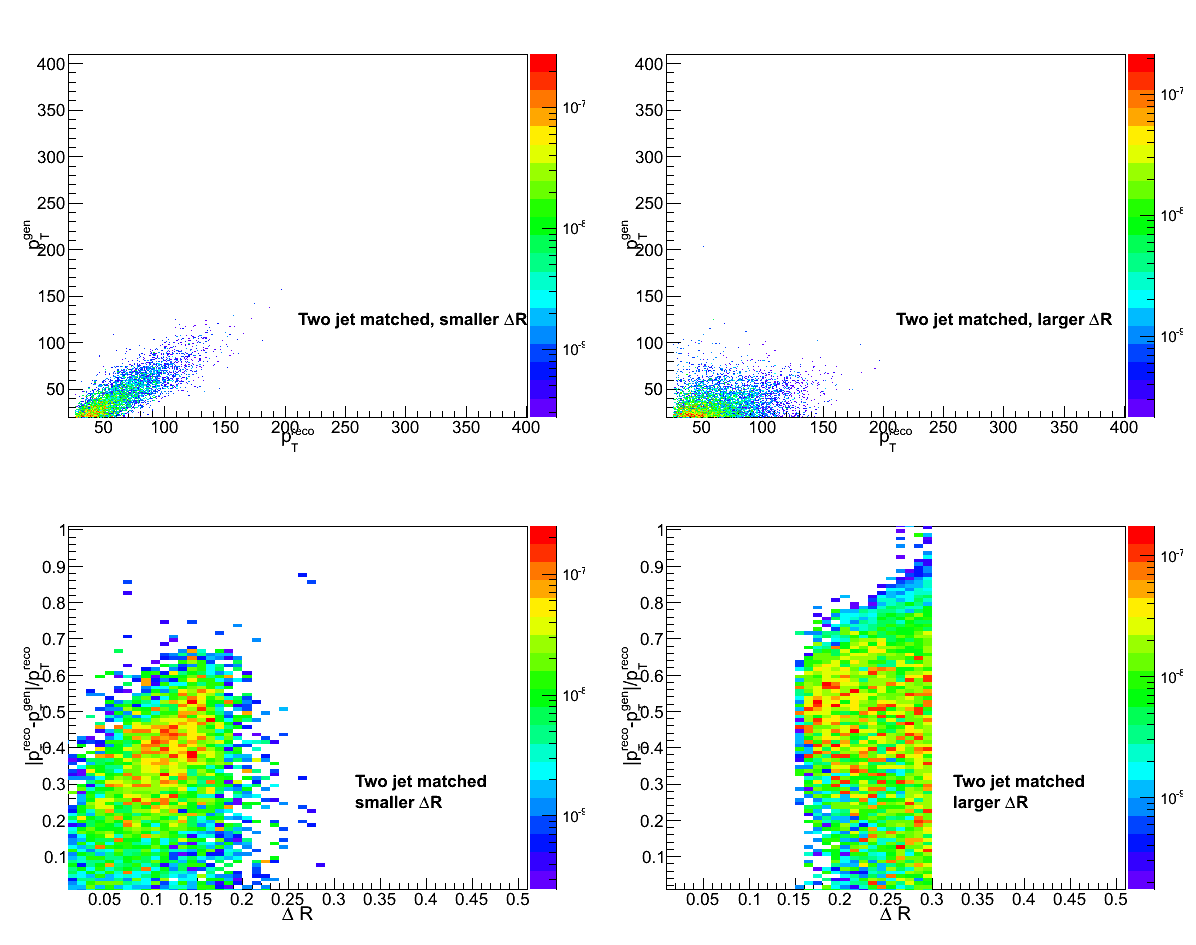 400
350
300
250
200
150
100
50
p_T^gen
Two jet matched, smaller ΔR
50 100 150 200 250 300 350 400
p_T^reco
10^-7
10^-8
10^-9
400
350
300
250
200
150
100
50
p_T^gen
Two jet matched, larger ΔR
50 100 150 200 250 300 350 400
p_T^reco
10^-7
10^-8
10^-9
1
0.9
0.8
0.7
0.6
0.5
0.4
0.3
0.2
0.1
|p_T^reco-p_T^gen|/p_T^reco
Two jet matched
smaller ΔR
0.05 0.1 0.15 0.2 0.25 0.3 0.35 0.4 0.45 0.5
Δ R
10^-7
10^-8
10^-9
1
0.9
0.8
0.7
0.6
0.5
0.4
0.3
0.2
0.1
|p_T^reco-p_T^gen|/p_T^reco
Two jet matched
larger ΔR
0.05 0.1 0.15 0.2 0.25 0.3 0.35 0.4 0.45 0.5
Δ R
10^-7
10^-8
10^-9